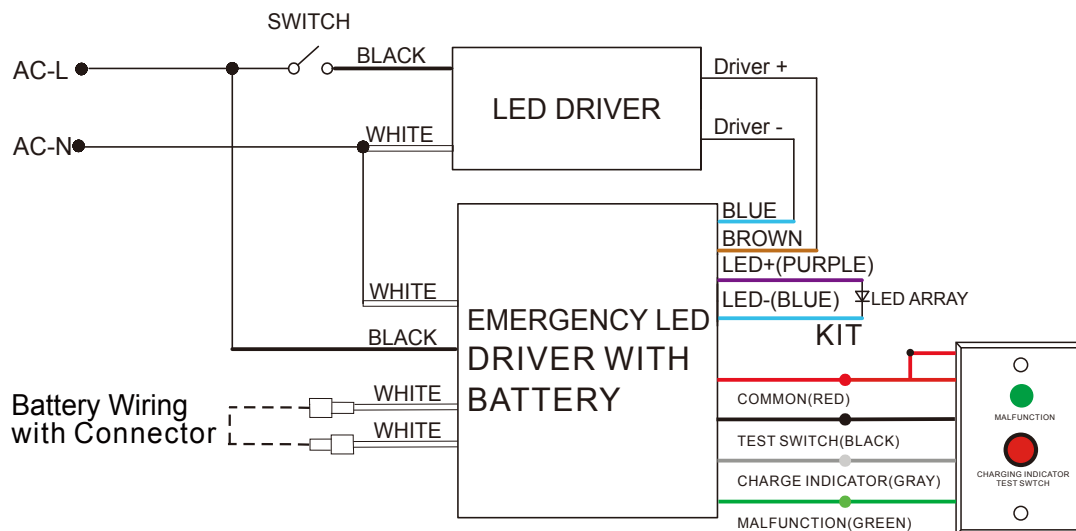 SWITCH
AC-L
BLACK
LED DRIVER
Driver +
AC-N
WHITE
Driver -
BLUE
BROWN
LED+(PURPLE)
LED-(BLUE)
LED ARRAY
KIT
WHITE
BLACK
EMERGENCY LED
DRIVER WITH
BATTERY
Battery Wiring
with Connector
WHITE
WHITE
COMMON(RED)
TEST SWITCH(BLACK)
CHARGE INDICATOR(GRAY)
MALFUNCTION(GREEN)
MALFUNCTION
CHARGING INDICATOR
TEST SWTCH